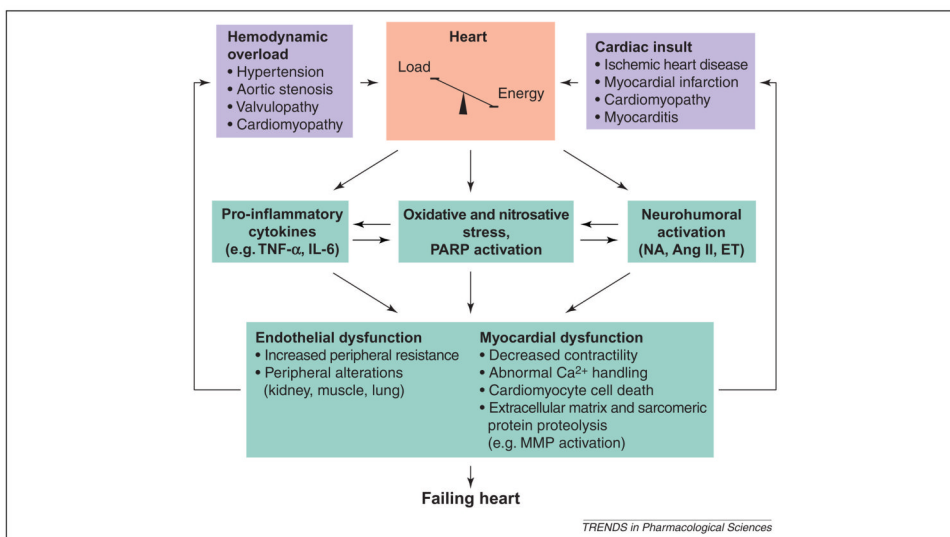 Hemodynamic
overload
• Hypertension
• Aortic stenosis
• Valvulopathy
• Cardiomyopathy
Heart
Load
Energy
Cardiac insult
• Ischemic heart disease
• Myocardial infarction
• Cardiomyopathy
• Myocarditis
Pro-inflammatory
cytokines
(e.g. TNF-α, IL-6)
Oxidative and nitrosative
stress,
PARP activation
Neurohumoral
activation
(NA, Ang II, ET)
Endothelial dysfunction
• Increased peripheral resistance
• Peripheral alterations
(kidney, muscle, lung)
Myocardial dysfunction
• Decreased contractility
• Abnormal Ca²⁺ handling
• Cardiomyocyte cell death
• Extracellular matrix and sarcomeric
protein proteolysis
(e.g. MMP activation)
Failing heart
TRENDS in Pharmacological Sciences